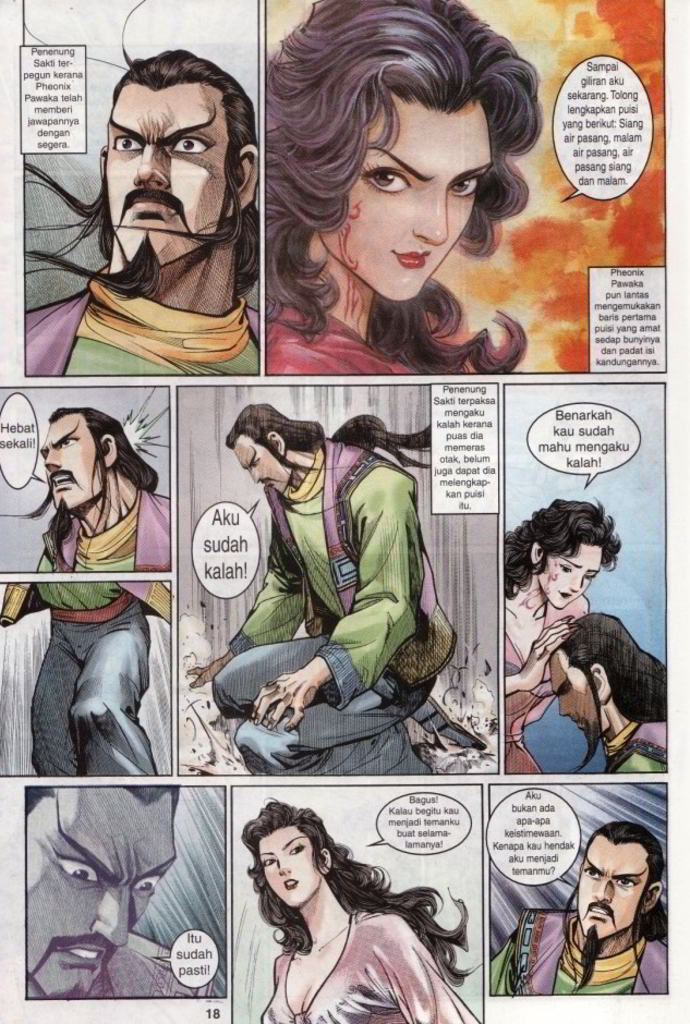 Penenung
Sakti ter-
pegun kerana
Pheonix
Pawaka telah
memberi
jawapannya
dengan
segera.
Sampai
giliran aku
sekarang. Tolong
lengkapkan puisi
yang berikut: Siang
air pasang, malam
air pasang, air
pasang siang
dan malam.
Pheonix
Pawaka
pun lantas
mengemukakan
baris pertama
puisi yang amat
sedap bunyinya
dan padat isi
kandungannya.
Hebat
sekali!
Aku
sudah
kalah!
Penenung
Sakti terpaksa
mengaku
kalah kerana
puas dia
memeras
otak, belum
juga dapat dia
melengkap-
kan puisi
itu.
Benarkah
kau sudah
mahu mengaku
kalah!
Itu
sudah
pasti!
Bagus!
Kalau begitu kau
menjadi temanku
buat selama-
lamanya!
Aku
bukan ada
apa-apa
keistimewaan.
Kenapa kau hendak
aku menjadi
temanmu?
18